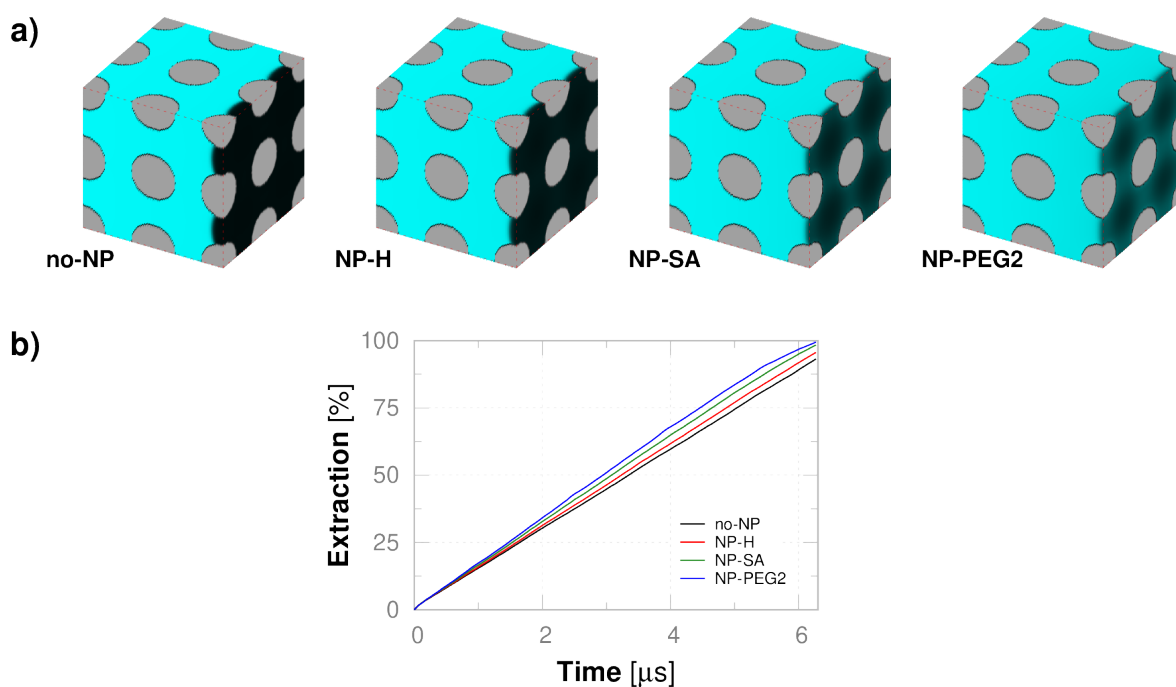 a)
no-NP
NP-H
NP-SA
NP-PEG2
b)
Extraction [%]
100
75
50
25
0
no-NP
NP-H
NP-SA
NP-PEG2
0 2 4 6
Time [μs]